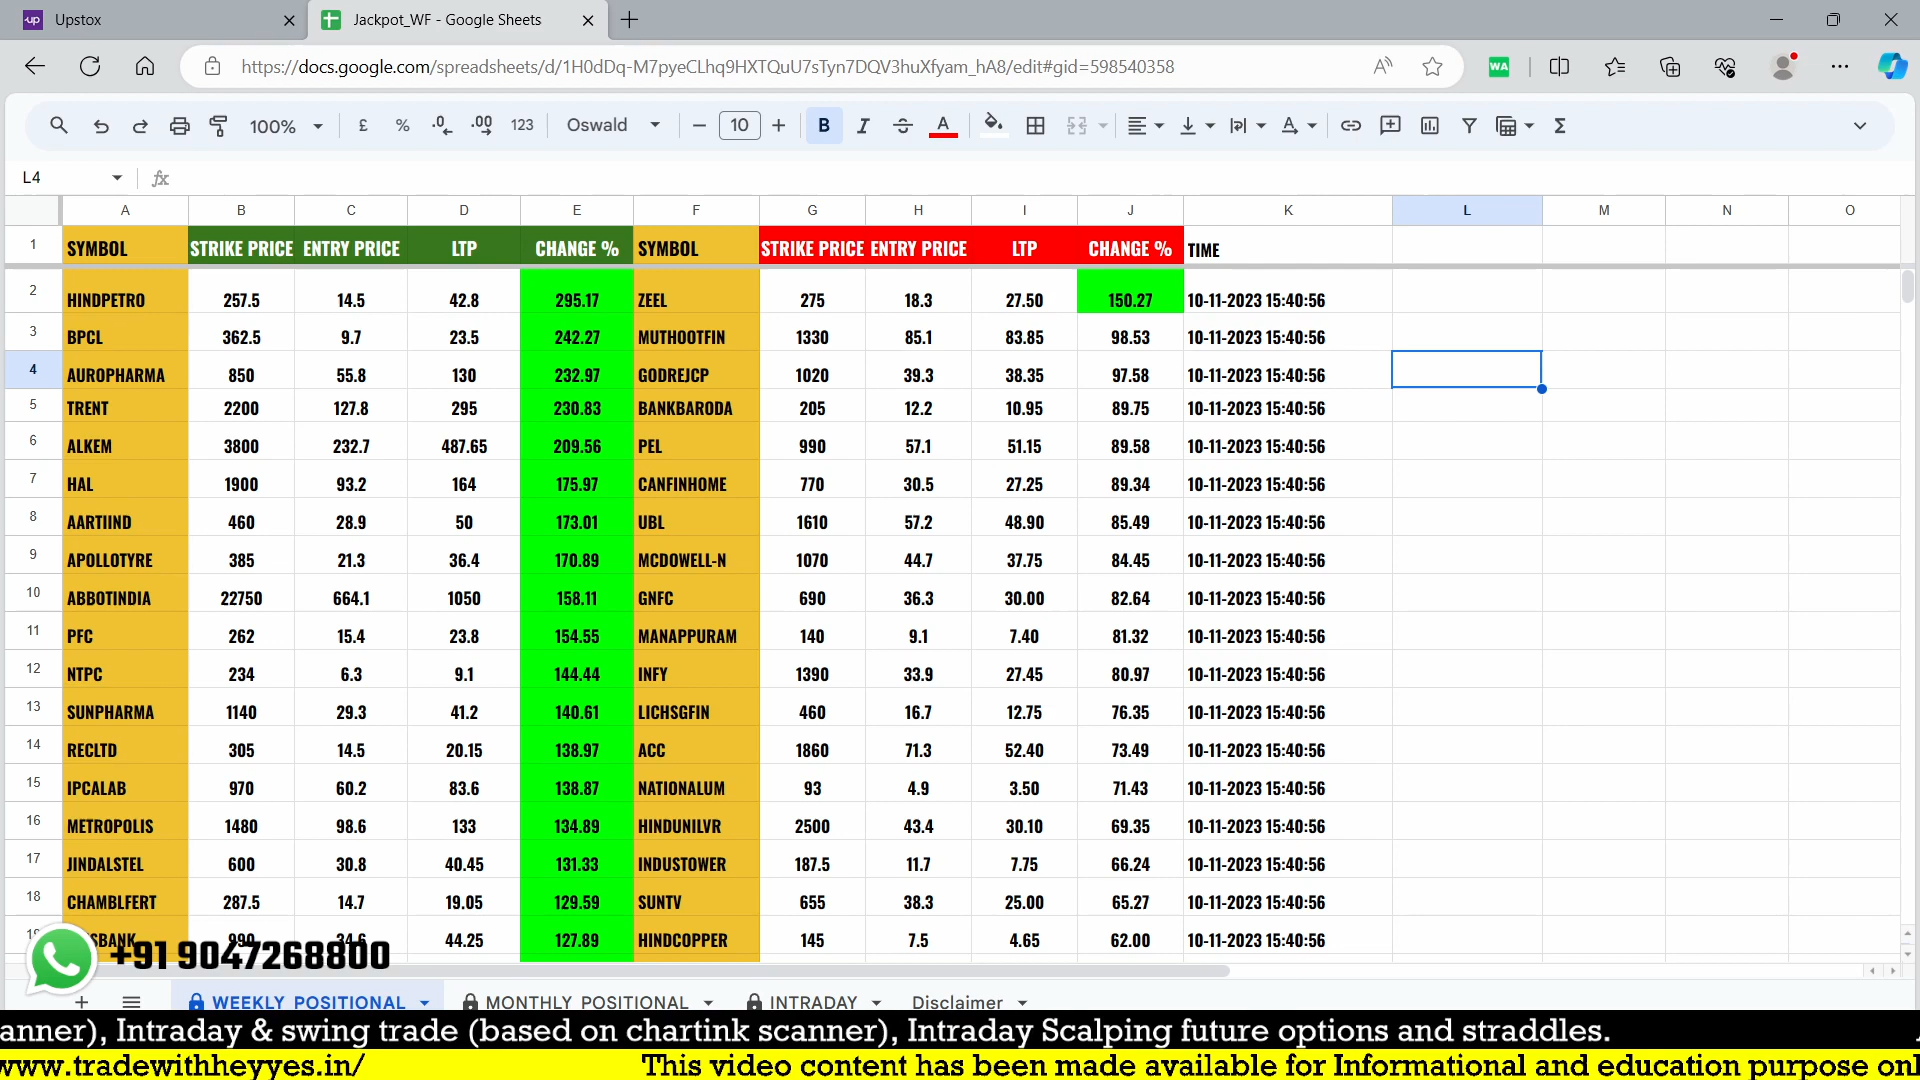 up Upstox
Jackpot_WF - Google Sheets
https://docs.google.com/spreadsheets/d/1H0dDq-M7pyeCLhq9HXTQuU7sTyn7DQV3huXfyam_hA8/edit#gid=598540358
WA
100% £ % .0 .00 123 Oswald 10 B I A Σ
L4 fx
A B C D E F G H I J K L M N O
1 SYMBOL STRIKE PRICE ENTRY PRICE LTP CHANGE % SYMBOL STRIKE PRICE ENTRY PRICE LTP CHANGE % TIME
2 HINDPETRO 257.5 14.5 42.8 295.17 ZEEL 275 18.3 27.50 150.27 10-11-2023 15:40:56
3 BPCL 362.5 9.7 23.5 242.27 MUTHOOTFIN 1330 85.1 83.85 98.53 10-11-2023 15:40:56
4 AUROPHARMA 850 55.8 130 232.97 GODREJCP 1020 39.3 38.35 97.58 10-11-2023 15:40:56
5 TRENT 2200 127.8 295 230.83 BANKBARODA 205 12.2 10.95 89.75 10-11-2023 15:40:56
6 ALKEM 3800 232.7 487.65 209.56 PEL 990 57.1 51.15 89.58 10-11-2023 15:40:56
7 HAL 1900 93.2 164 175.97 CANFINHOME 770 30.5 27.25 89.34 10-11-2023 15:40:56
8 AARTIIND 460 28.9 50 173.01 UBL 1610 57.2 48.90 85.49 10-11-2023 15:40:56
9 APOLLOTYRE 385 21.3 36.4 170.89 MCDOWELL-N 1070 44.7 37.75 84.45 10-11-2023 15:40:56
10 ABBOTINDIA 22750 664.1 1050 158.11 GNFC 690 36.3 30.00 82.64 10-11-2023 15:40:56
11 PFC 262 15.4 23.8 154.55 MANAPPURAM 140 9.1 7.40 81.32 10-11-2023 15:40:56
12 NTPC 234 6.3 9.1 144.44 INFY 1390 33.9 27.45 80.97 10-11-2023 15:40:56
13 SUNPHARMA 1140 29.3 41.2 140.61 LICHSGFIN 460 16.7 12.75 76.35 10-11-2023 15:40:56
14 RECLTD 305 14.5 20.15 138.97 ACC 1860 71.3 52.40 73.49 10-11-2023 15:40:56
15 IPCALAB 970 60.2 83.6 138.87 NATIONALUM 93 4.9 3.50 71.43 10-11-2023 15:40:56
16 METROPOLIS 1480 98.6 133 134.89 HINDUNILVR 2500 43.4 30.10 69.35 10-11-2023 15:40:56
17 JINDALSTEL 600 30.8 40.45 131.33 INDUSTOWER 187.5 11.7 7.75 66.24 10-11-2023 15:40:56
18 CHAMBLFERT 287.5 14.7 19.05 129.59 SUNTV 655 38.3 25.00 65.27 10-11-2023 15:40:56
SBANK 990 34.6 44.25 127.89 HINDCOPPER 145 7.5 4.65 62.00 10-11-2023 15:40:56
+91 9047268800
WEEKLY POSITIONAL MONTHLY POSITIONAL INTRADAY Disclaimer
anner), Intraday & swing trade (based on chartink scanner), Intraday Scalping future options and straddles.
www.tradewithheyyes.in/ This video content has been made available for Informational and education purpose onl